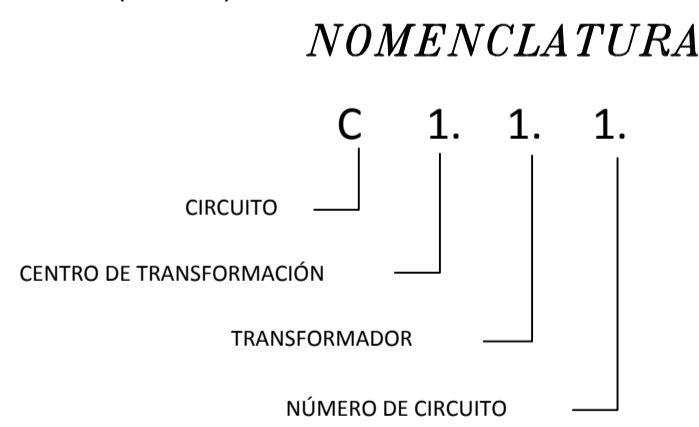 NOMENCLATURA
C 1. 1. 1.
CIRCUITO
CENTRO DE TRANSFORMACIÓN
TRANSFORMADOR
NÚMERO DE CIRCUITO